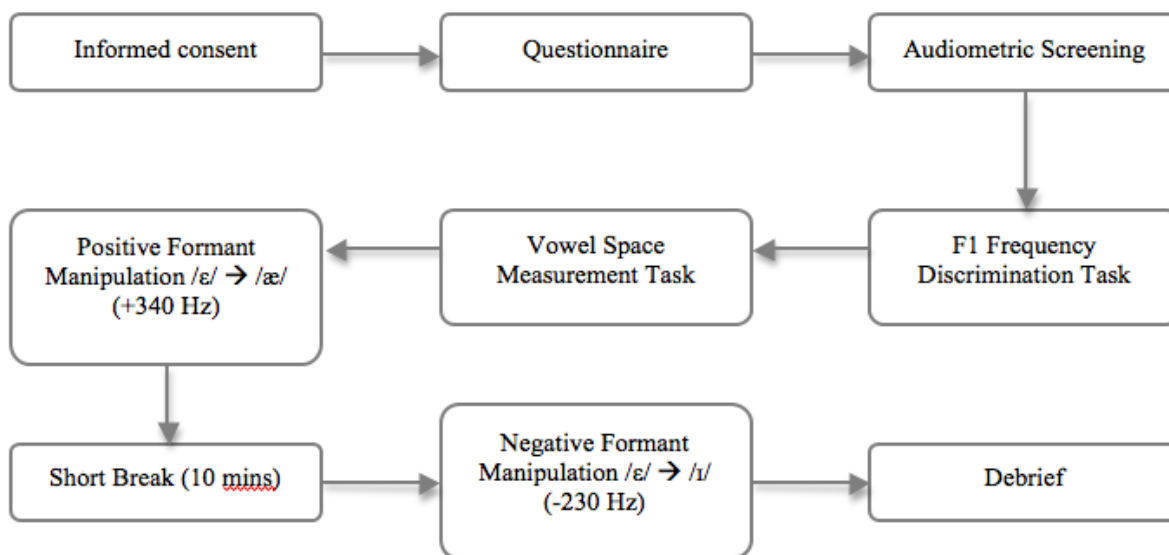 Informed consent
Questionnaire
Audiometric Screening
F1 Frequency
Discrimination Task
Vowel Space
Measurement Task
Positive Formant
Manipulation /ɛ/ → /æ/
(+340 Hz)
Short Break (10 mins)
Negative Formant
Manipulation /ɛ/ → /ɪ/
(-230 Hz)
Debrief